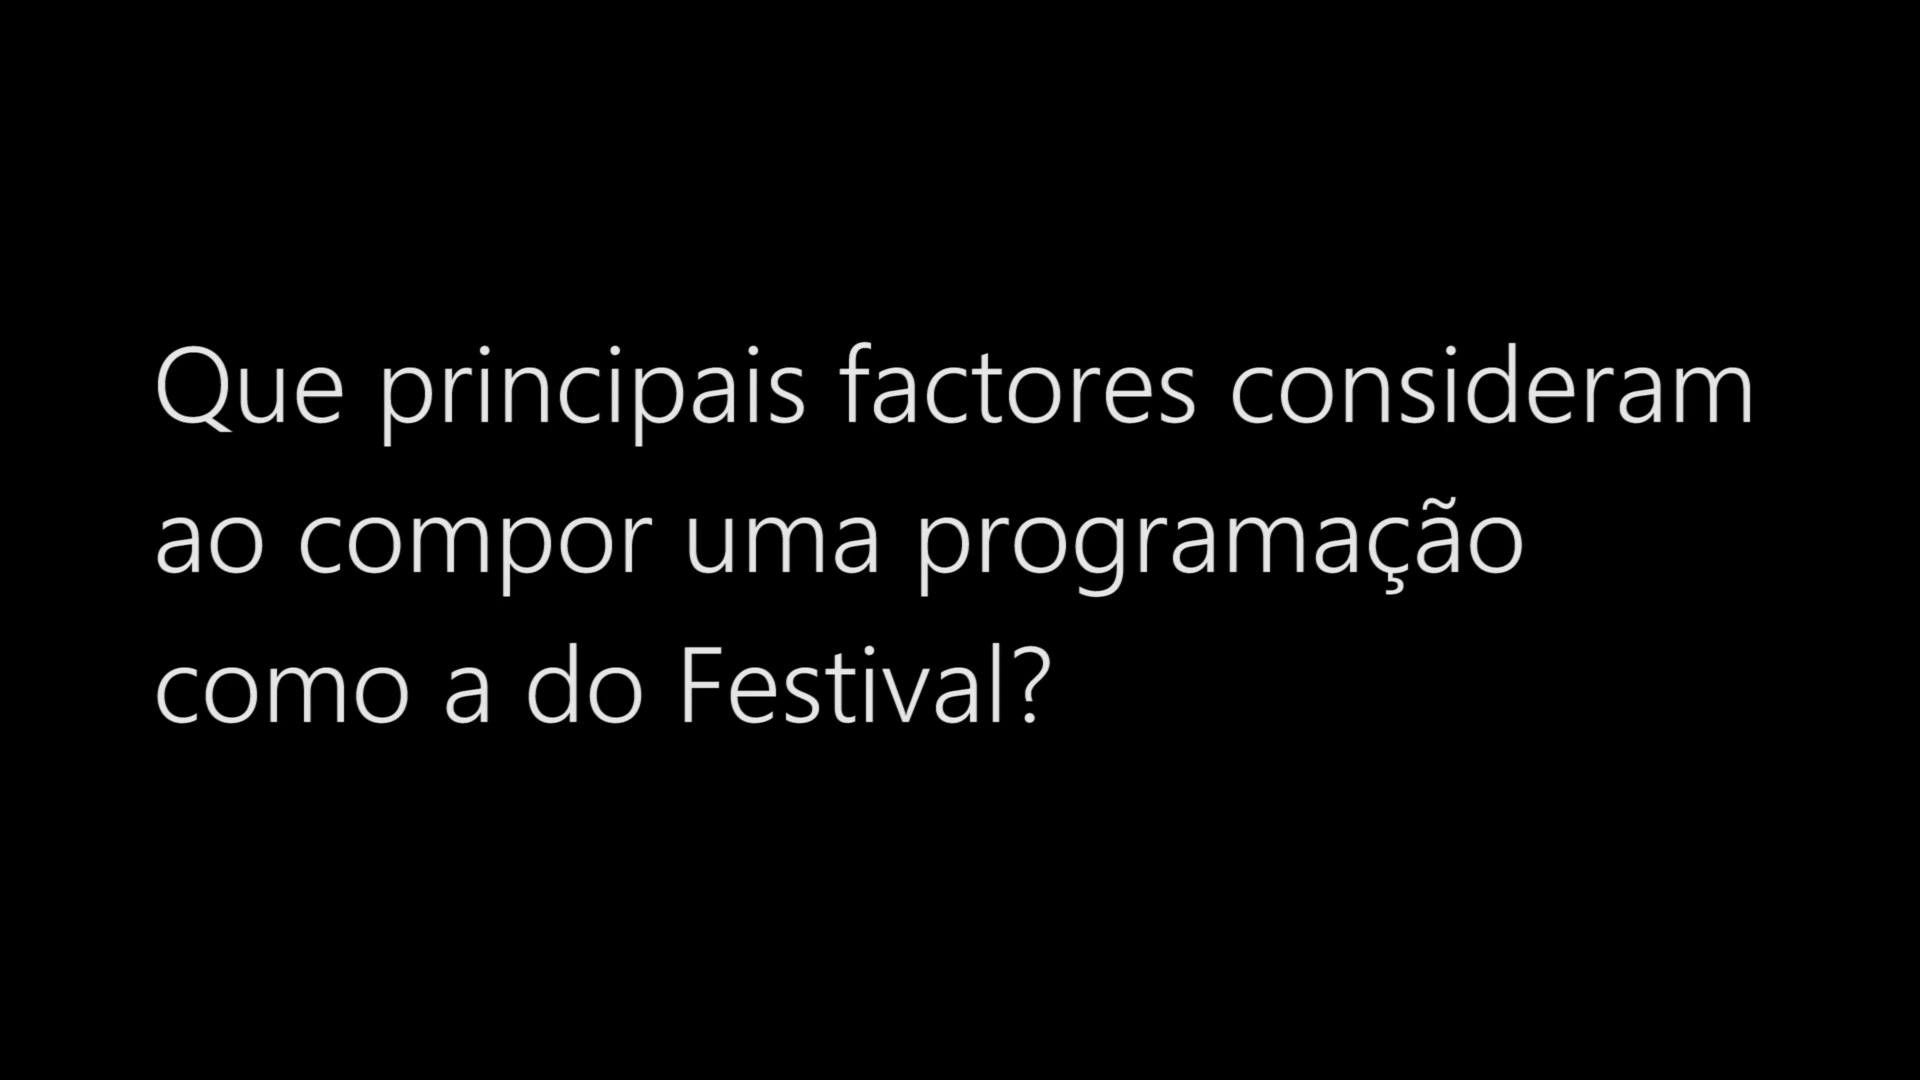 Que principais factores consideram
ao compor uma programação
como a do Festival?